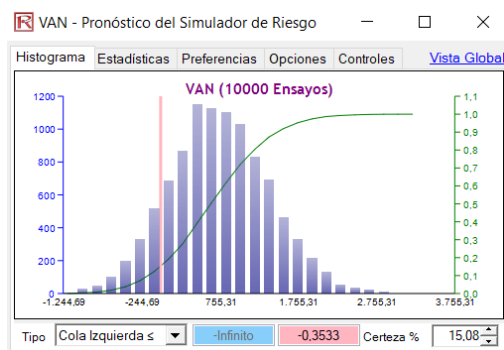 VAN - Pronóstico del Simulador de Riesgo
Histograma Estadísticas Preferencias Opciones Controles Vista Global
VAN (10000 Ensayos)
1200 1,1
1,0
1000 0,9
0,8
800 0,7
0,6
600 0,5
400 0,4
0,3
200 0,2
0,1
0 0,0
-1.244,69 -244,69 755,31 1.755,31 2.755,31 3.755,31
Tipo Cola Izquierda ≤ -Infinito -0,3533 Certeza % 15,08